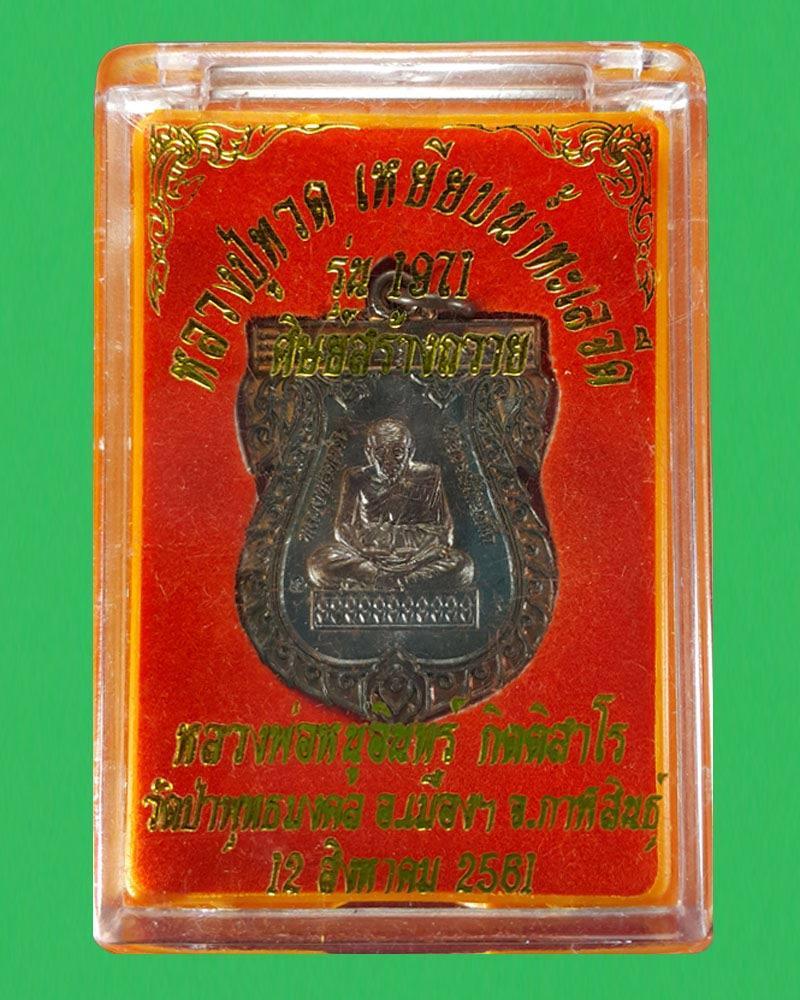 หลวงปู่ทวด เหยียบน้ำทะเลจืด
รุ่น 1971
ศิษย์สร้างถวาย
หลวงพ่อหนูอินทร์ กิตติสาโร
วัดป่าพุทธมงคล อ.เมืองฯ จ.กาฬสินธุ์
12 สิงหาคม 2561